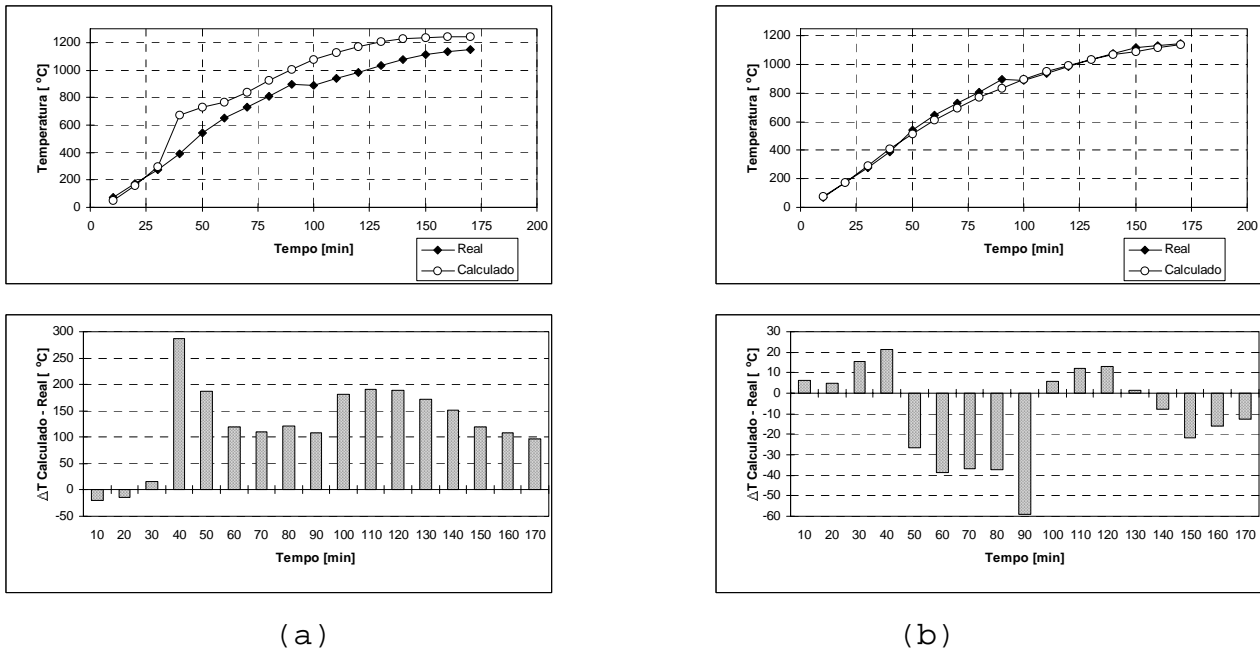 Temperatura [ °C]
1200
1000
800
600
400
200
0
0 25 50 75 100 125 150 175 200
Tempo [min]
Real
Calculado
Temperatura [ °C]
1200
1000
800
600
400
200
0
0 25 50 75 100 125 150 175 200
Tempo [min]
Real
Calculado
△T Calculado - Real [ °C]
300
250
200
150
100
50
0
-50
10 20 30 40 50 60 70 80 90 100 110 120 130 140 150 160 170
Tempo [min]
△T Calculado - Real [ °C]
30
20
10
0
-10
-20
-30
-40
-50
-60
10 20 30 40 50 60 70 80 90 100 110 120 130 140 150 160 170
Tempo [min]
(a)
(b)